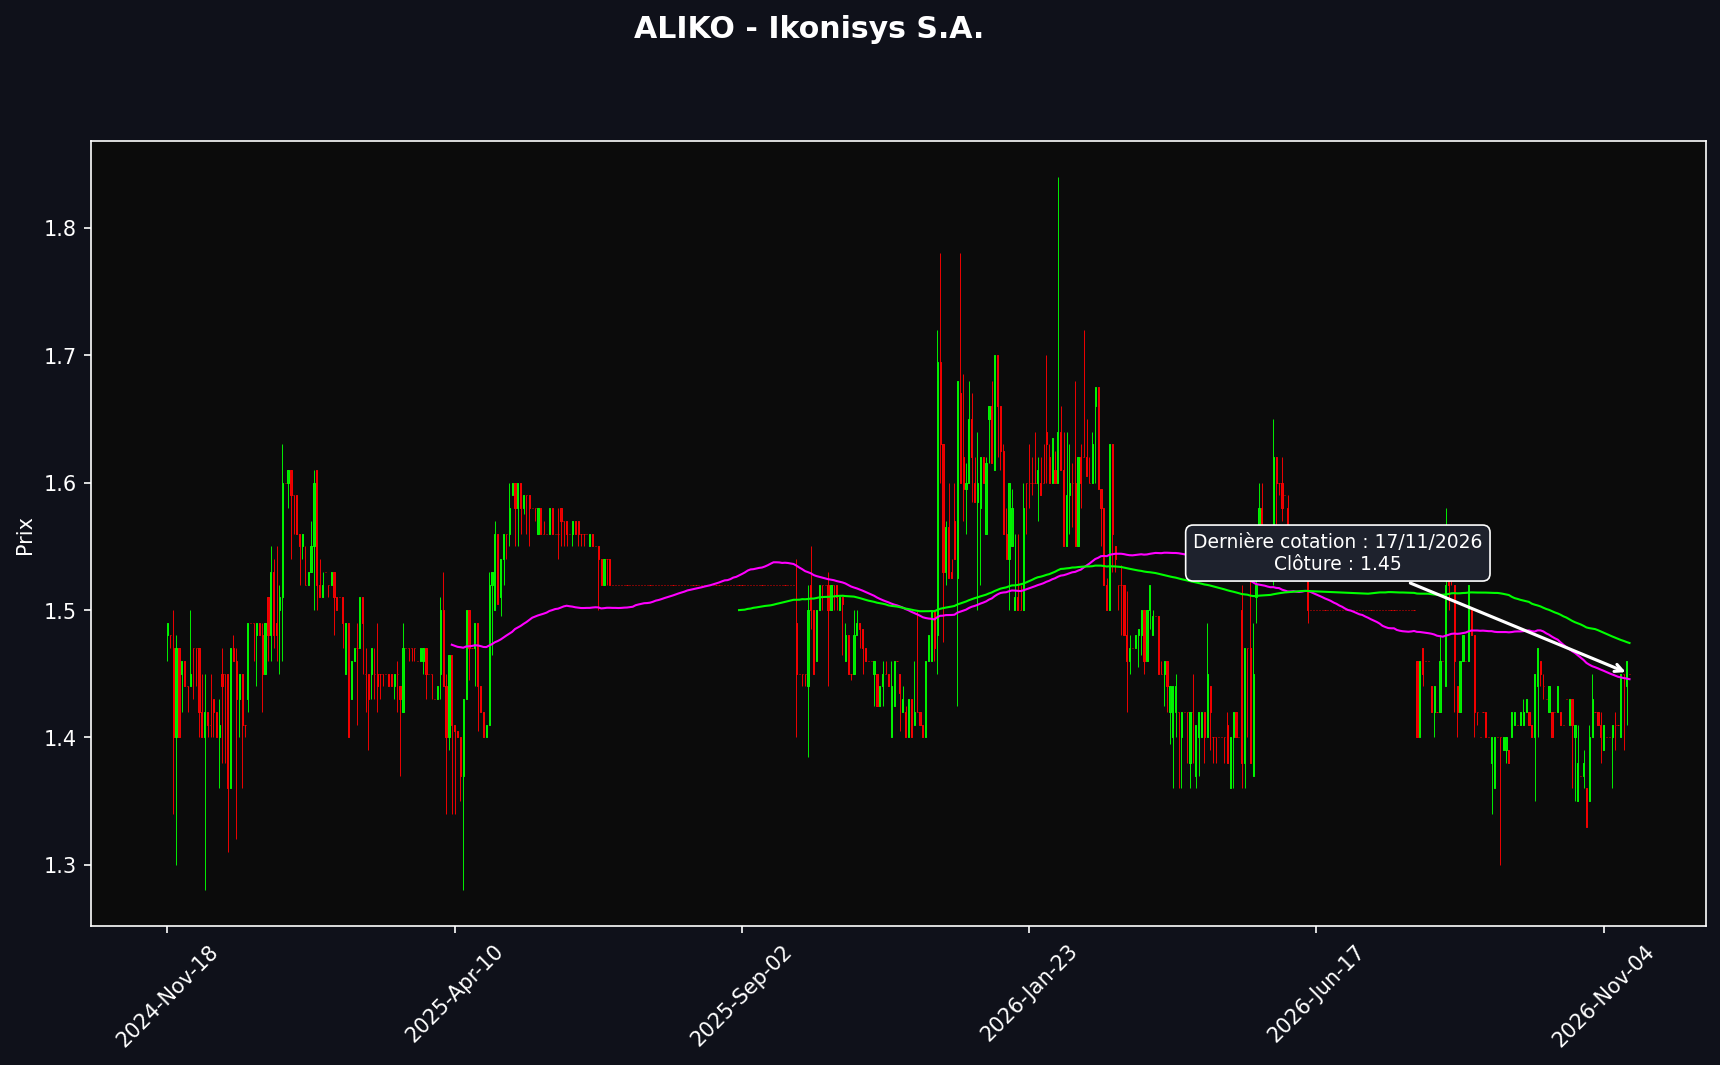 ALIKO - Ikonisys S.A.
Prix
1.8
1.7
1.6
1.5
1.4
1.3
Dernière cotation : 17/11/2026
Clôture : 1.45
2024-Nov-18
2025-Apr-10
2025-Sep-02
2026-Jan-23
2026-Jun-17
2026-Nov-04